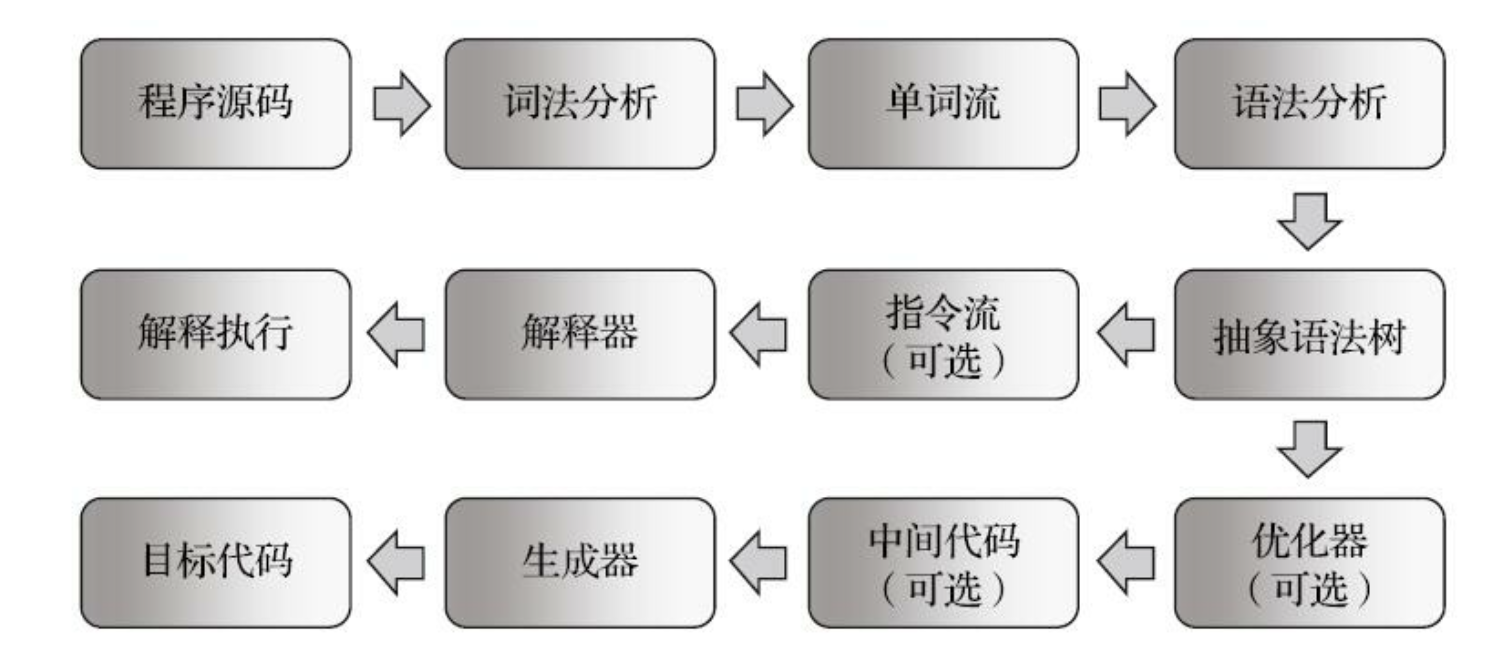 程序源码
词法分析
单词流
语法分析
解释执行
解释器
指令流
（可选）
抽象语法树
目标代码
生成器
中间代码
（可选）
优化器
（可选）